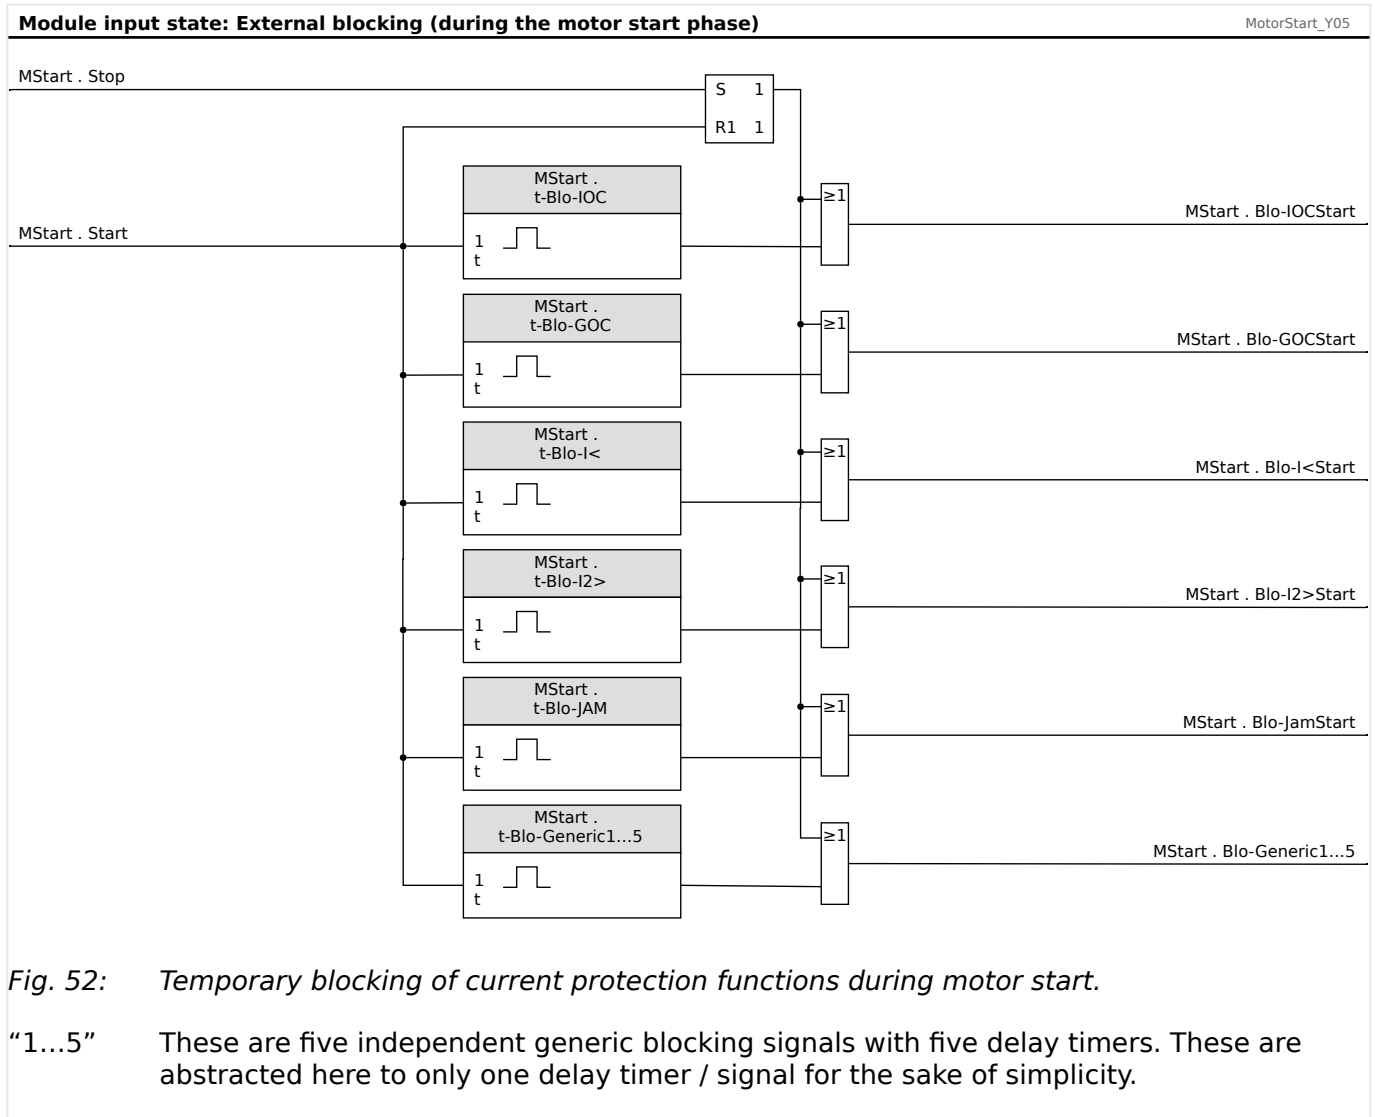 Module input state: External blocking (during the motor start phase)
MotorStart_Y05
MStart . Stop
S 1
R1 1
MStart .
t-Blo-IOC
≥1
MStart . Blo-IOCStart
MStart . Start
1
t
MStart .
t-Blo-GOC
≥1
MStart . Blo-GOCStart
1
t
MStart .
t-Blo-I<
≥1
MStart . Blo-I<Start
1
t
MStart .
t-Blo-I2>
≥1
MStart . Blo-I2>Start
1
t
MStart .
t-Blo-JAM
≥1
MStart . Blo-JamStart
1
t
MStart .
t-Blo-Generic1…5
≥1
MStart . Blo-Generic1…5
1
t
Fig. 52: Temporary blocking of current protection functions during motor start.
“1…5” These are five independent generic blocking signals with five delay timers. These are
abstracted here to only one delay timer / signal for the sake of simplicity.